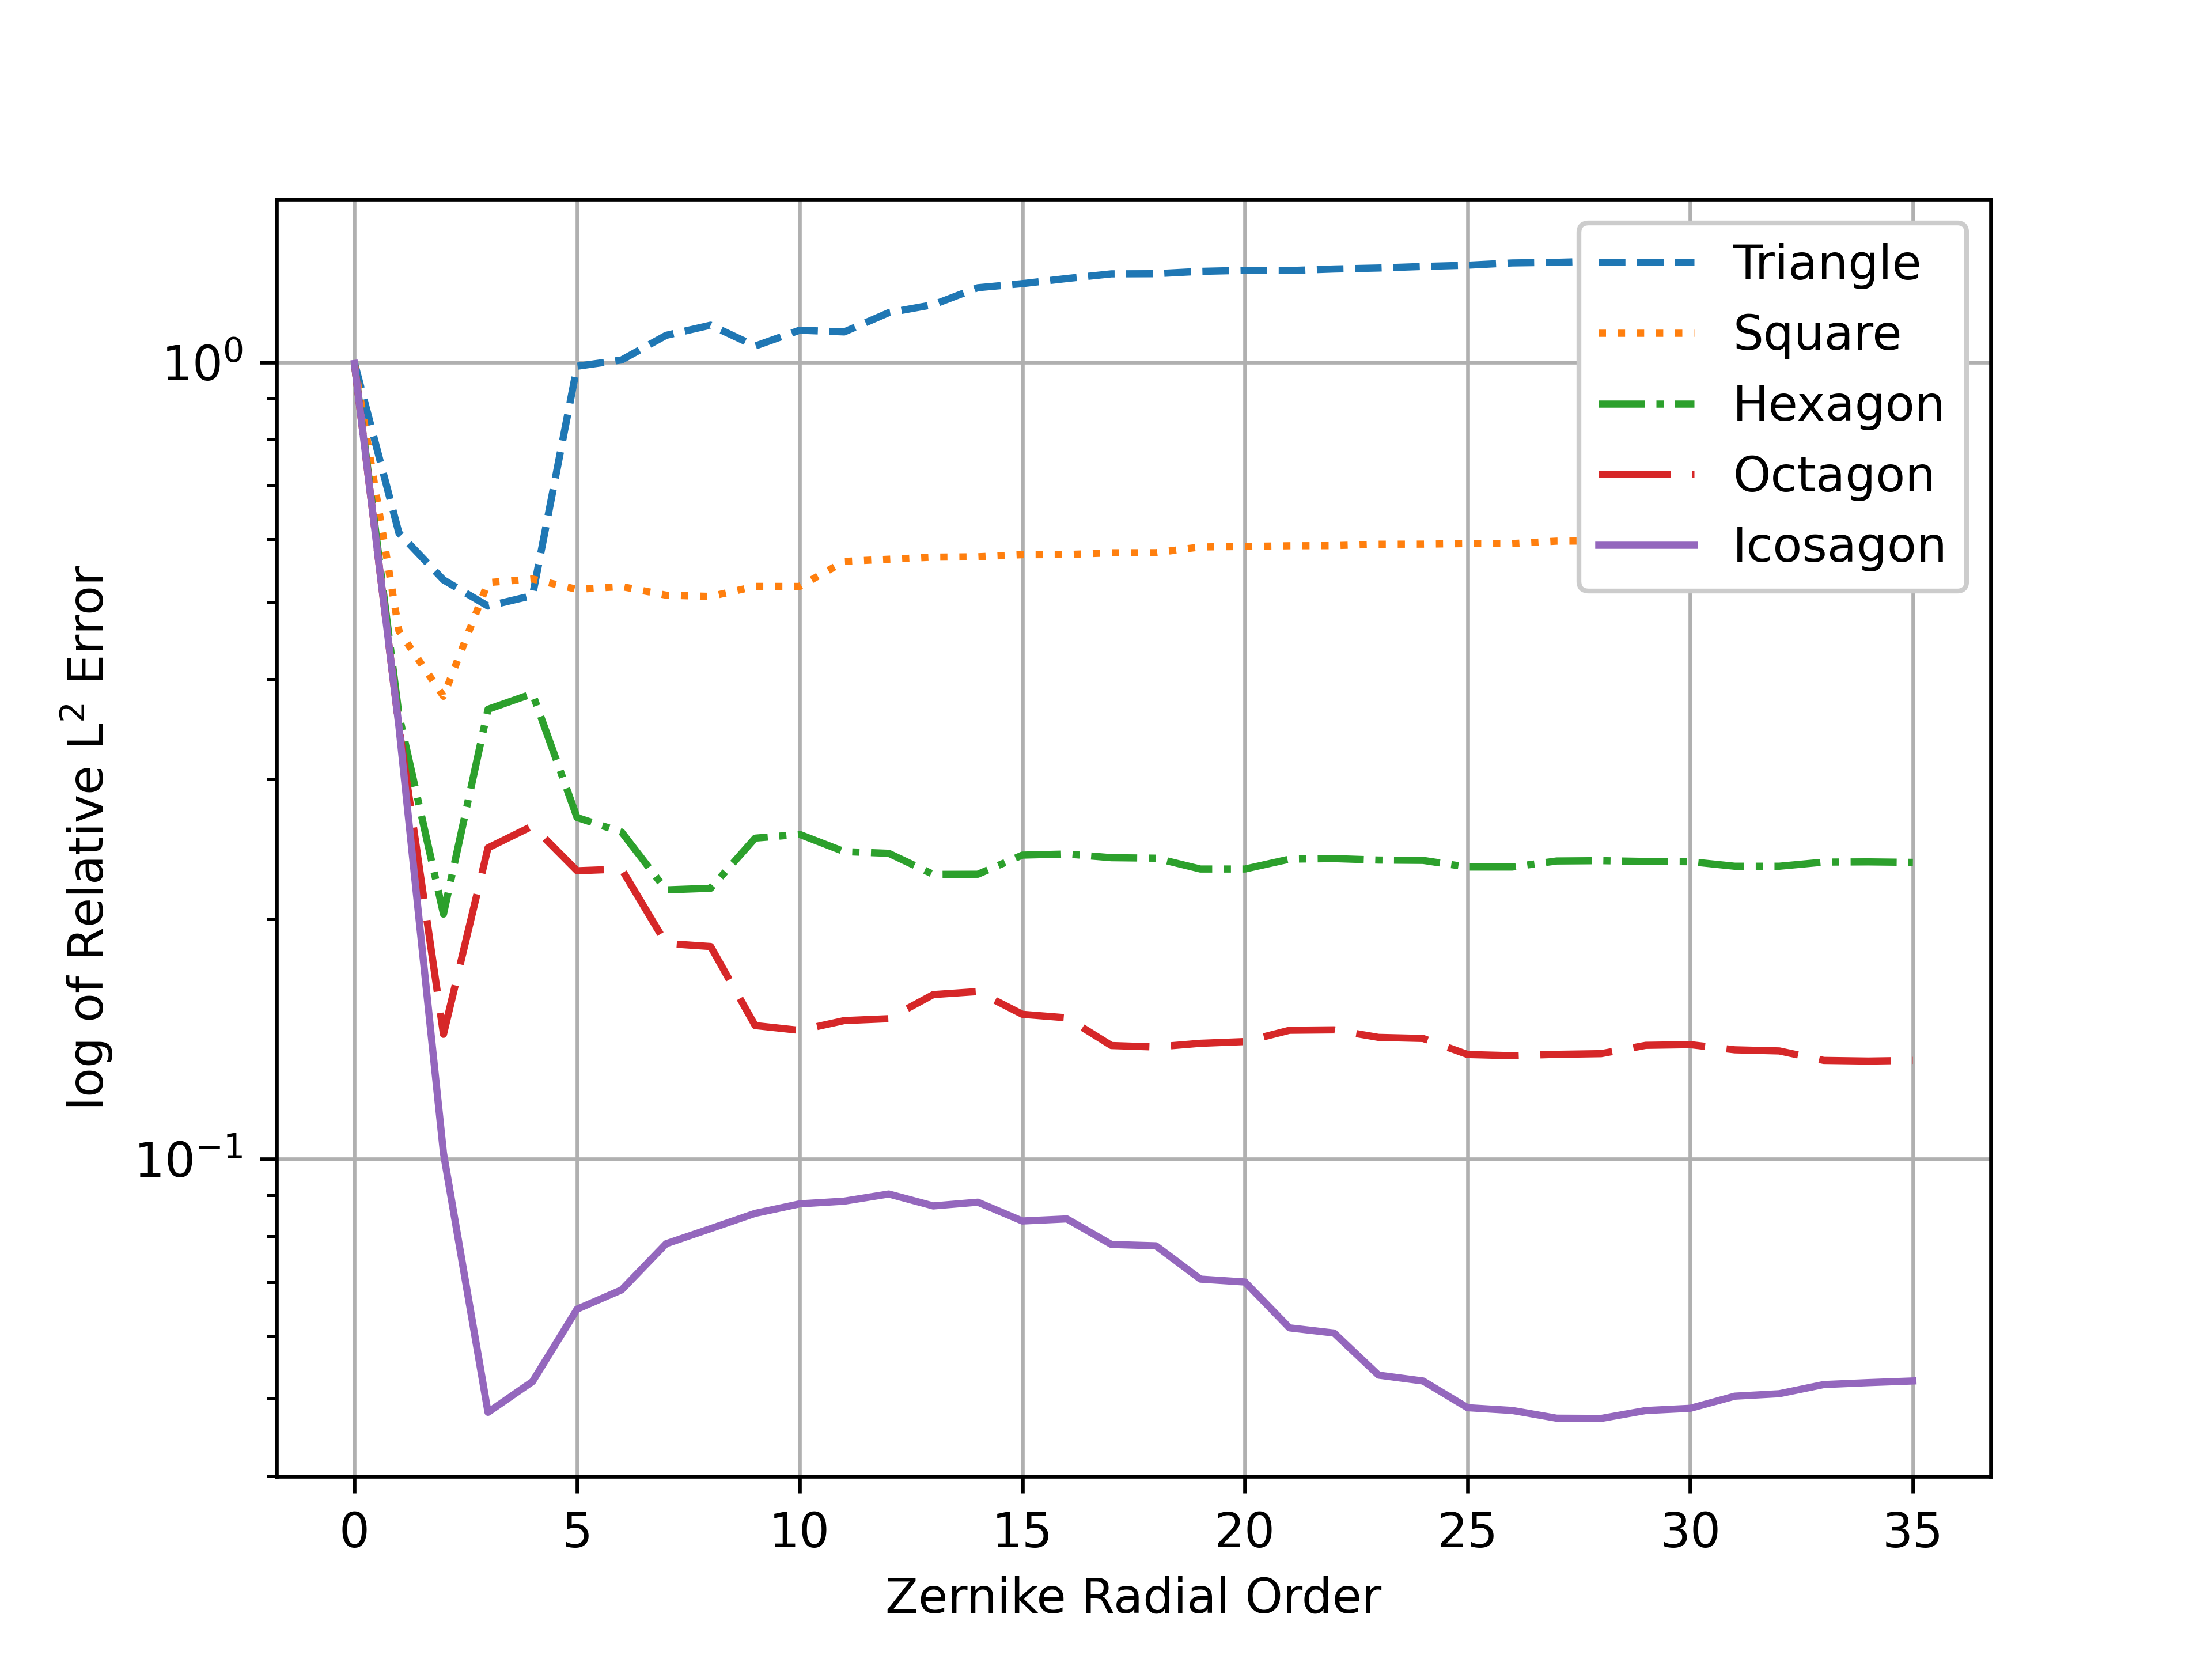 log of Relative L² Error
10⁰
10⁻¹
Triangle
Square
Hexagon
Octagon
Icosagon
0 5 10 15 20 25 30 35
Zernike Radial Order